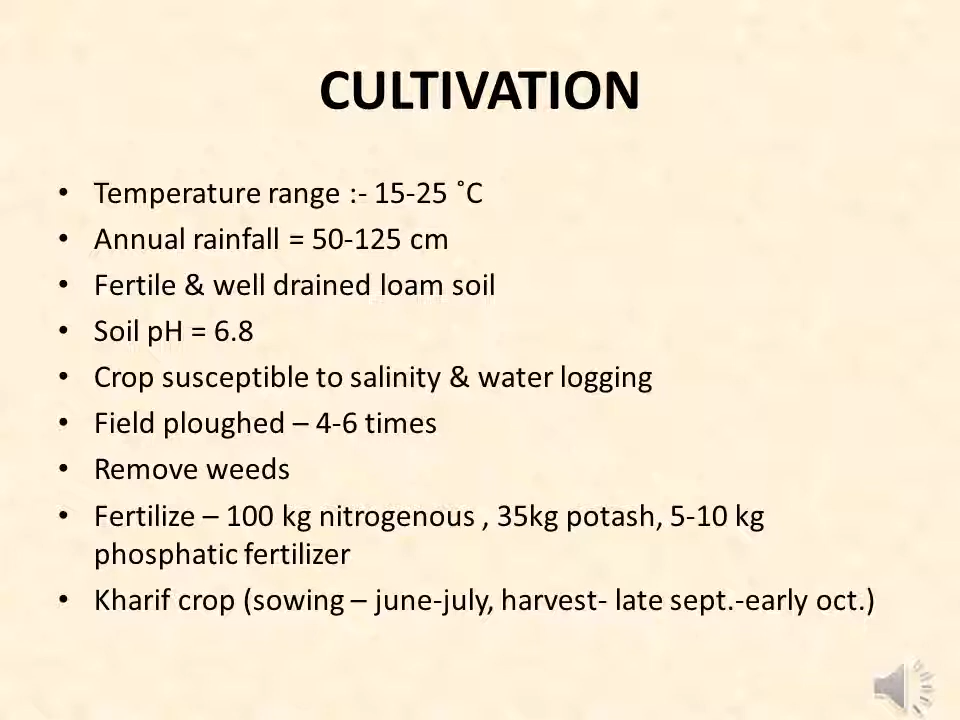 CULTIVATION
• Temperature range :- 15-25 ˚C
• Annual rainfall = 50-125 cm
• Fertile & well drained loam soil
• Soil pH = 6.8
• Crop susceptible to salinity & water logging
• Field ploughed – 4-6 times
• Remove weeds
• Fertilize – 100 kg nitrogenous , 35kg potash, 5-10 kg
phosphatic fertilizer
• Kharif crop (sowing – june-july, harvest- late sept.-early oct.)